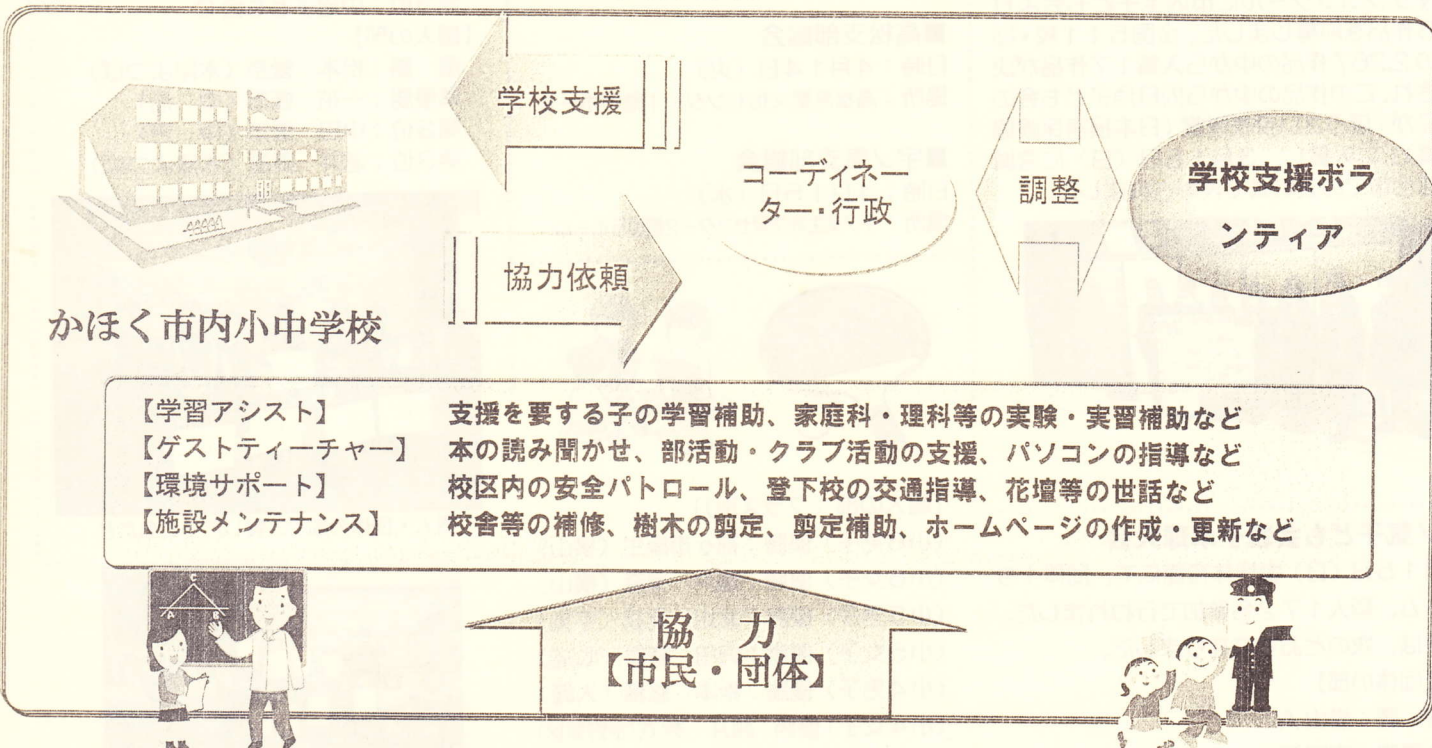 学校支援
コーディネー
ター・行政
調整
学校支援ボラ
ンティア
協力依頼
かほく市内小中学校
【学習アシスト】 支援を要する子の学習補助、家庭科・理科等の実験・実習補助など
【ゲストティーチャー】 本の読み聞かせ、部活動・クラブ活動の支援、パソコンの指導など
【環境サポート】 校区内の安全パトロール、登下校の交通指導、花壇等の世話など
【施設メンテナンス】 校舎等の補修、樹木の剪定、剪定補助、ホームページの作成・更新など
協 力
【市民・団体】